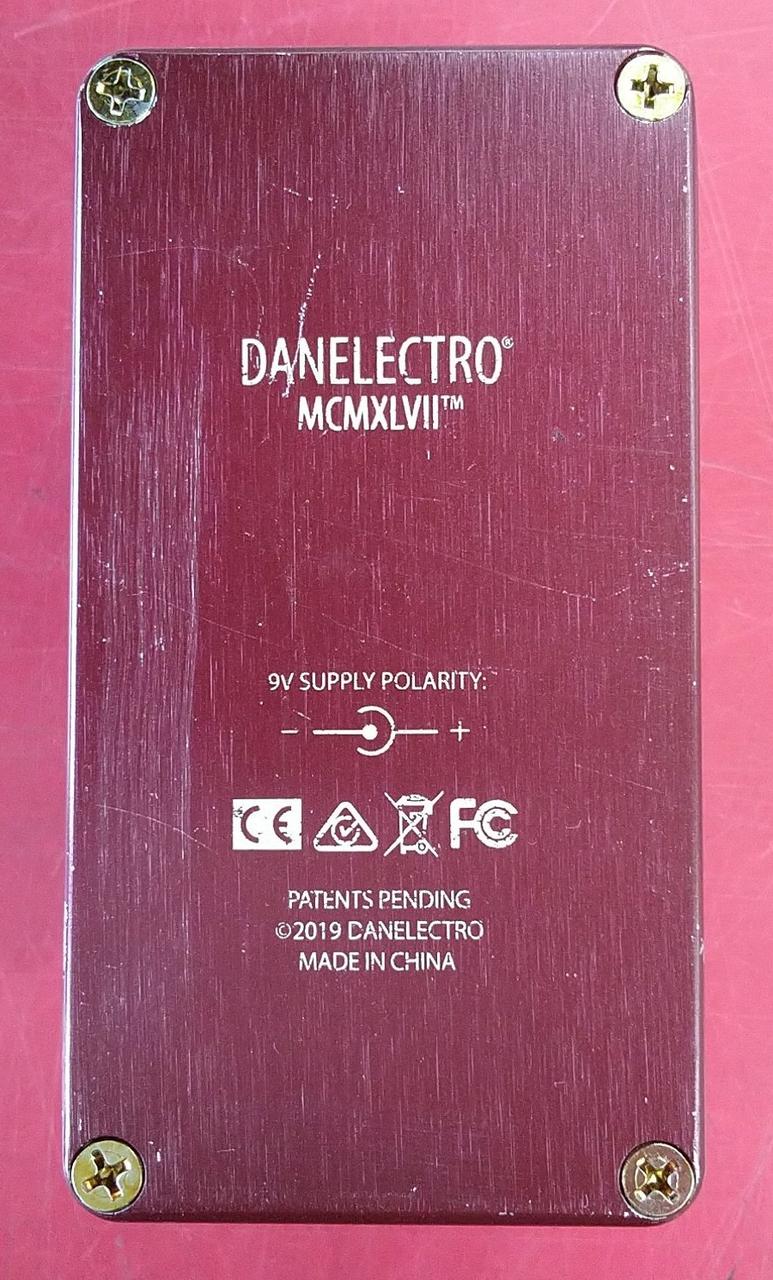 DANELECTRO®
MCMXLVII™
9V SUPPLY POLARITY:
− +
CE FC
PATENTS PENDING
©2019 DANELECTRO
MADE IN CHINA